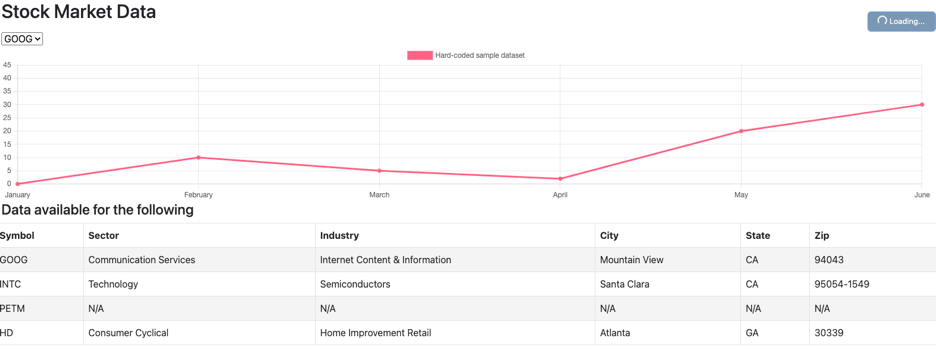 Stock Market Data
Loading...
GOOG
Hard-coded sample dataset
45
40
35
30
25
20
15
10
5
0
January February March April May June
Data available for the following
Symbol Sector Industry City State Zip
GOOG Communication Services Internet Content & Information Mountain View CA 94043
INTC Technology Semiconductors Santa Clara CA 95054-1549
PETM N/A N/A N/A N/A N/A
HD Consumer Cyclical Home Improvement Retail Atlanta GA 30339